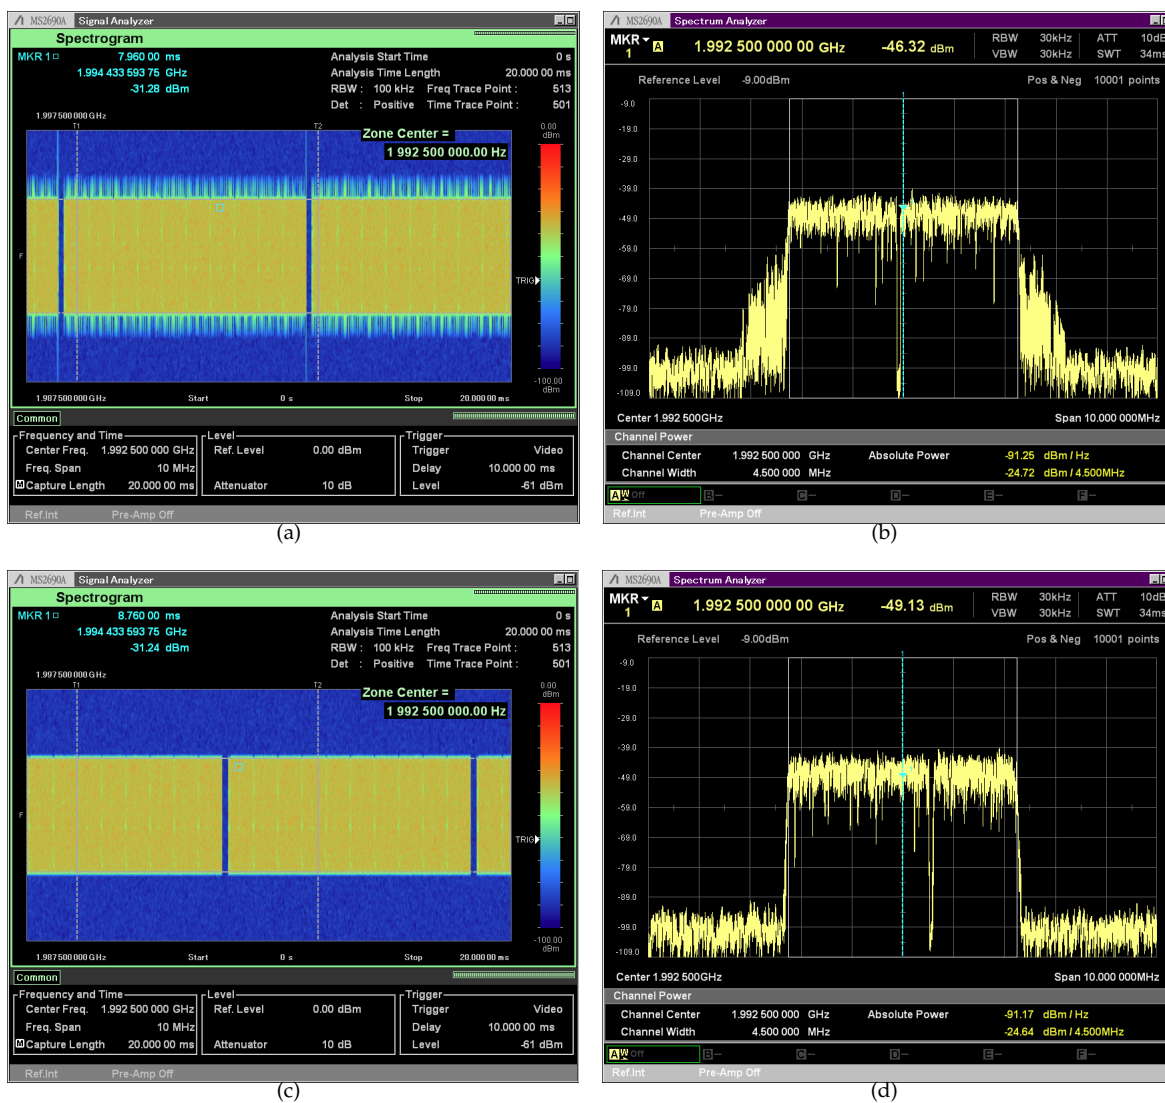 MS2690A Signal Analyzer
Spectrogram
MKR 1 7.960 00 ms
1.994 433 593 75 GHz
-31.28 dBm
Analysis Start Time 0 s
Analysis Time Length 20.000 00 ms
RBW : 100 kHz Freq Trace Point : 513
Det : Positive Time Trace Point : 501
1.997500000GHz
T1 T2
0.00
dBm
Zone Center =
1 992 500 000.00 Hz
F
TRIG
-100.00
dBm
1.987500000GHz Start 0 s Stop 20.00000ms
Common
Frequency and Time
Center Freq. 1.992 500 000 GHz
Freq. Span 10 MHz
M Capture Length 20.000 00 ms
Level
Ref. Level 0.00 dBm
Attenuator 10 dB
Trigger
Trigger Video
Delay 10.000 00 ms
Level -61 dBm
Ref.Int Pre-Amp Off
(a)
MS2690A Spectrum Analyzer
MKR 1 A 1.992 500 000 00 GHz -46.32 dBm
RBW 30kHz ATT 10dB
VBW 30kHz SWT 34ms
Reference Level -9.00dBm Pos & Neg 10001 points
1
-9.0
-19.0
-29.0
-39.0
-49.0
-59.0
-69.0
-79.0
-89.0
-99.0
-109.0
Center 1.992 500GHz Span 10.000 000MHz
Channel Power
Channel Center 1.992 500 000 GHz Absolute Power -91.25 dBm / Hz
Channel Width 4.500 000 MHz -24.72 dBm / 4.500MHz
A W Off B- C- D- E- F-
Ref.Int Pre-Amp Off
(b)
MS2690A Signal Analyzer
Spectrogram
MKR 1 8.760 00 ms
1.994 433 593 75 GHz
-31.24 dBm
Analysis Start Time 0 s
Analysis Time Length 20.000 00 ms
RBW : 100 kHz Freq Trace Point : 513
Det : Positive Time Trace Point : 501
1.997500000GHz
T1 T2
0.00
dBm
Zone Center =
1 992 500 000.00 Hz
F
TRIG
-100.00
dBm
1.987500000GHz Start 0 s Stop 20.00000ms
Common
Frequency and Time
Center Freq. 1.992 500 000 GHz
Freq. Span 10 MHz
M Capture Length 20.000 00 ms
Level
Ref. Level 0.00 dBm
Attenuator 10 dB
Trigger
Trigger Video
Delay 10.000 00 ms
Level -61 dBm
Ref.Int Pre-Amp Off
(c)
MS2690A Spectrum Analyzer
MKR 1 A 1.992 500 000 00 GHz -49.13 dBm
RBW 30kHz ATT 10dB
VBW 30kHz SWT 34ms
Reference Level -9.00dBm Pos & Neg 10001 points
1
-9.0
-19.0
-29.0
-39.0
-49.0
-59.0
-69.0
-79.0
-89.0
-99.0
-109.0
Center 1.992 500GHz Span 10.000 000MHz
Channel Power
Channel Center 1.992 500 000 GHz Absolute Power -91.17 dBm / Hz
Channel Width 4.500 000 MHz -24.64 dBm / 4.500MHz
A W Off B- C- D- E- F-
Ref.Int Pre-Amp Off
(d)